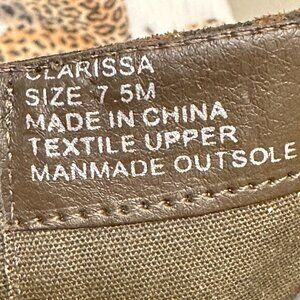 CLARISSA
SIZE 7.5M
MADE IN CHINA
TEXTILE UPPER
MANMADE OUTSOLE